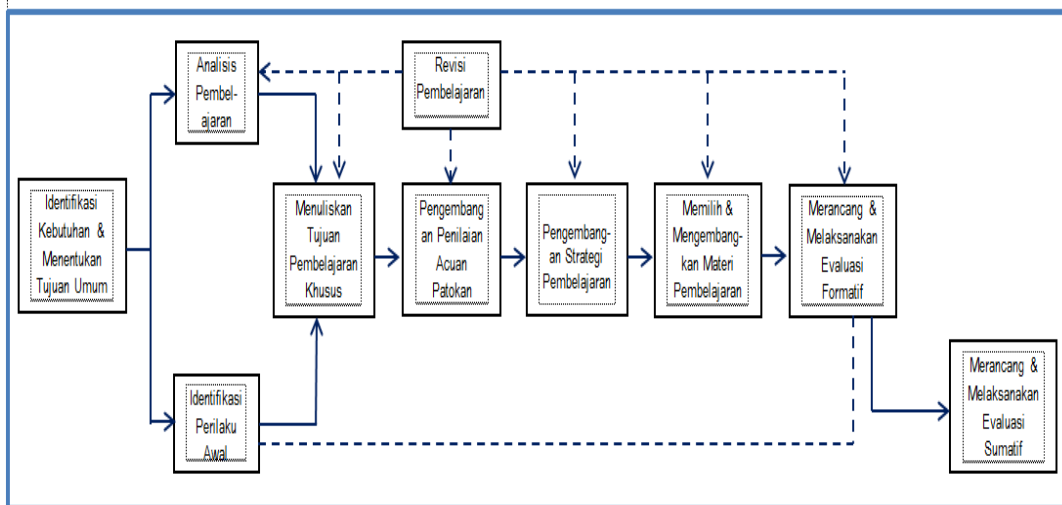 Analisis
Pembel-
ajaran
Revisi
Pembelajaran
Identifikasi
Kebutuhan &
Menentukan
Tujuan Umum
Menuliskan
Tujuan
Pembelajaran
Khusus
Pengembang
an Penilaian
Acuan
Patokan
Pengembang-
an Strategi
Pembelajaran
Memilih &
Mengembang-
kan Materi
Pembelajaran
Merancang &
Melaksanakan
Evaluasi
Formatif
Identifikasi
Perilaku
Awal
Merancang &
Melaksanakan
Evaluasi
Sumatif